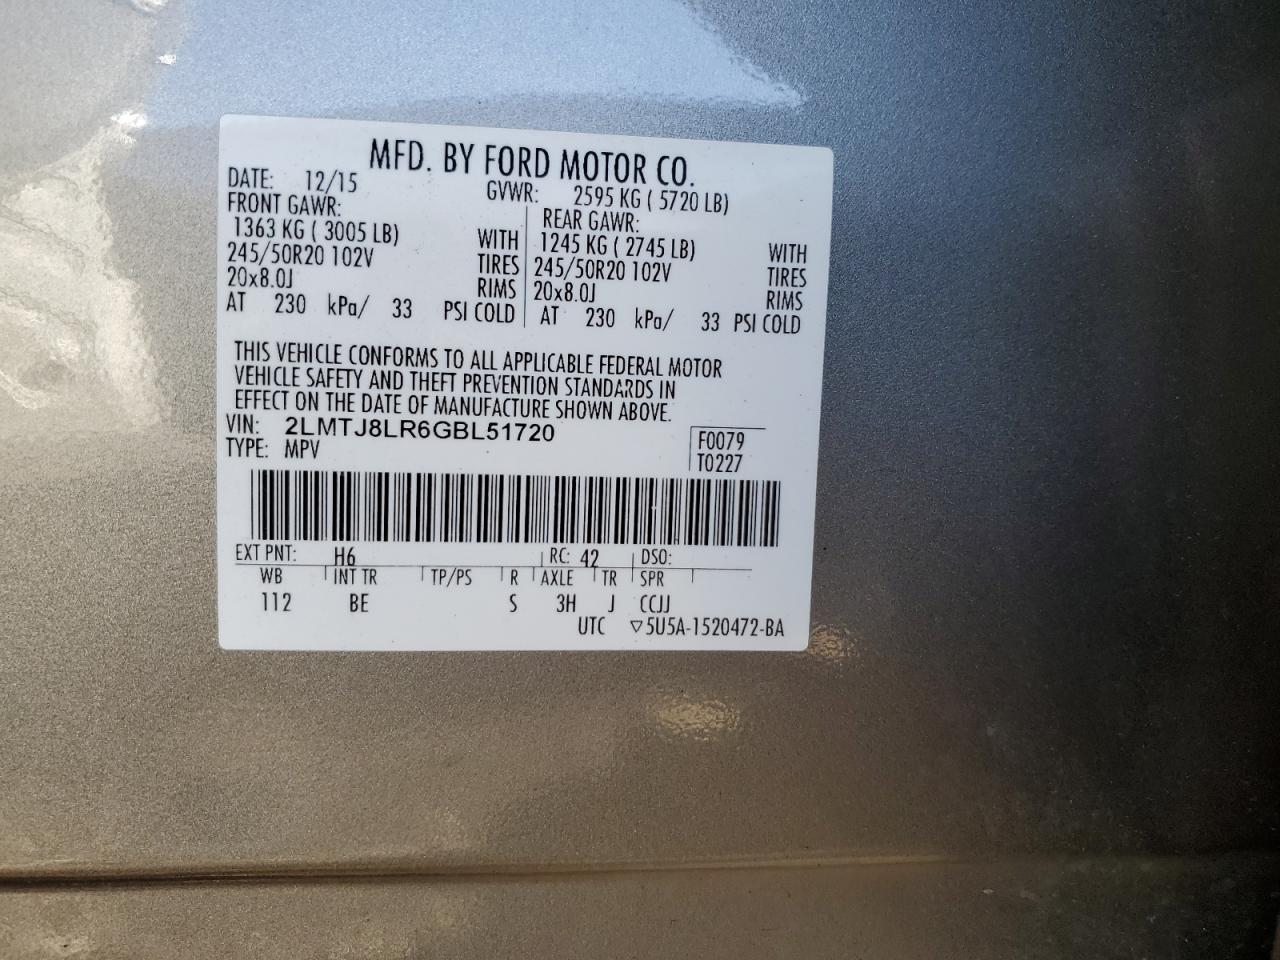 MFD. BY FORD MOTOR CO.
DATE: 12/15 GVWR: 2595 KG ( 5720 LB)
FRONT GAWR: REAR GAWR:
1363 KG ( 3005 LB) WITH 1245 KG ( 2745 LB) WITH
245/50R20 102V TIRES 245/50R20 102V TIRES
20x8.0J RIMS 20x8.0J RIMS
AT 230 kPa/ 33 PSI COLD AT 230 kPa/ 33 PSI COLD
THIS VEHICLE CONFORMS TO ALL APPLICABLE FEDERAL MOTOR
VEHICLE SAFETY AND THEFT PREVENTION STANDARDS IN
EFFECT ON THE DATE OF MANUFACTURE SHOWN ABOVE.
VIN: 2LMTJ8LR6GBL51720 F0079
TYPE: MPV T0227
EXT PNT: H6 RC: 42 DSO:
WB INT TR TP/PS R AXLE TR SPR
112 BE S 3H J CCJJ
UTC ▽5U5A-1520472-BA